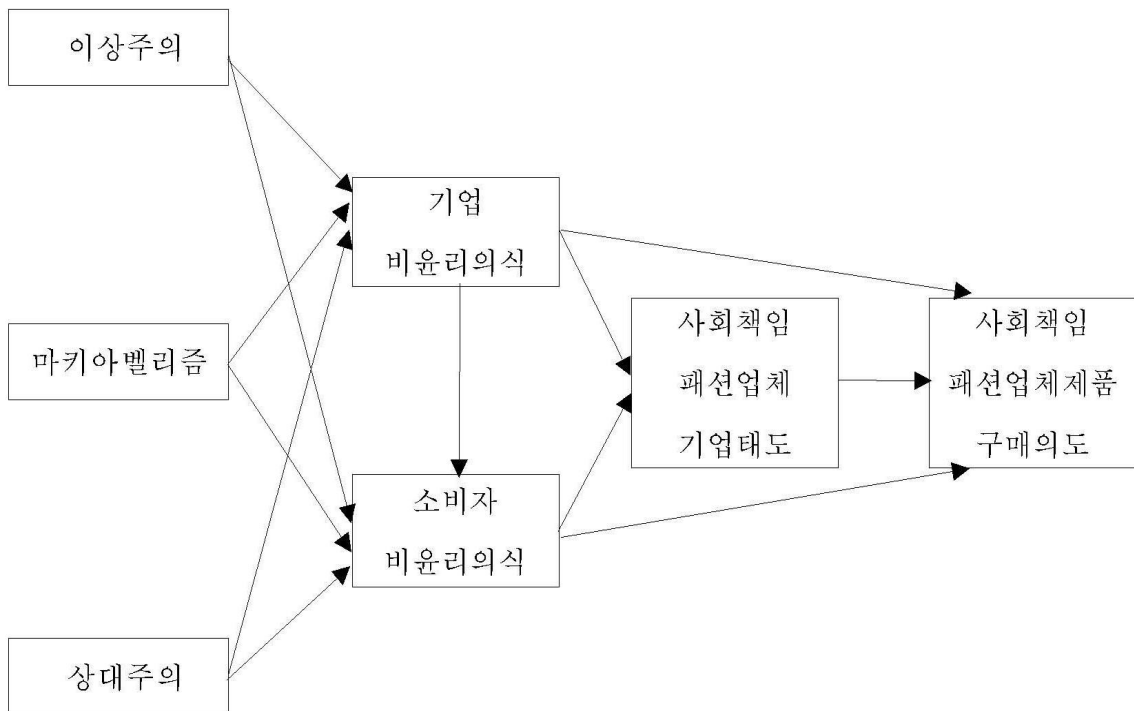 이상주의
기업
비윤리의식
마키아벨리즘
사회책임
패션업체
기업태도
사회책임
패션업체제품
구매의도
소비자
비윤리의식
상대주의